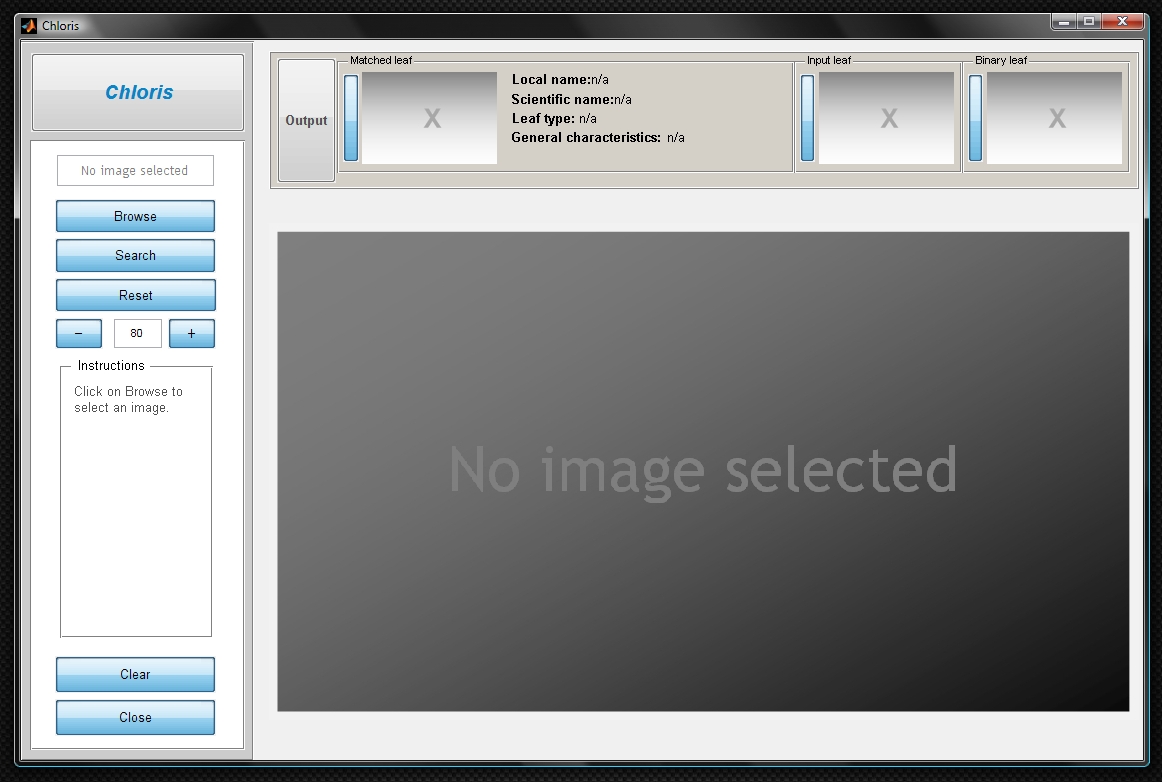 Chloris
Chloris
No image selected
Browse
Search
Reset
– 80 +
Instructions
Click on Browse to
select an image.
Clear
Close
Output
Matched leaf
X
Local name:n/a
Scientific name:n/a
Leaf type: n/a
General characteristics: n/a
Input leaf
X
Binary leaf
X
No image selected